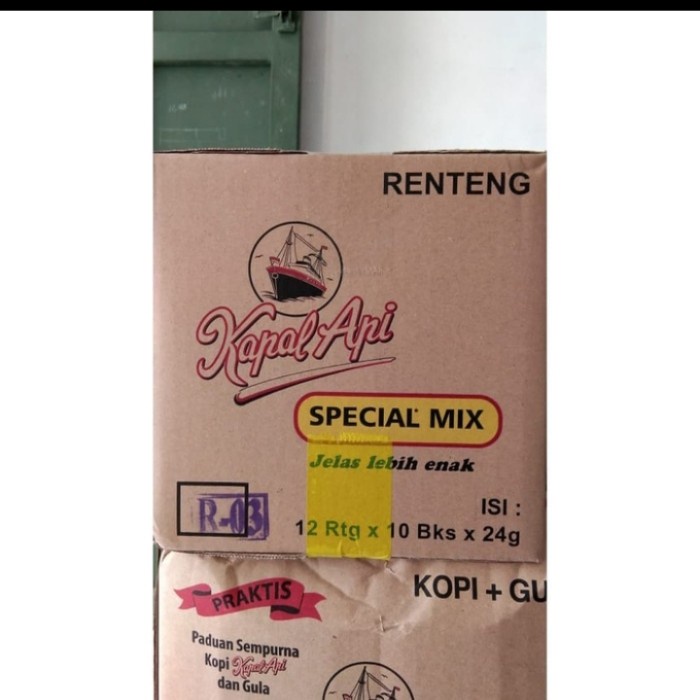 RENTENG
Kapal Api
SPECIAL MIX
Jelas lebih enak
ISI :
R-03
12 Rtg x 10 Bks x 24g
PRAKTIS
KOPI + GU
Paduan Sempurna
Kopi Kapal Api
dan Gula